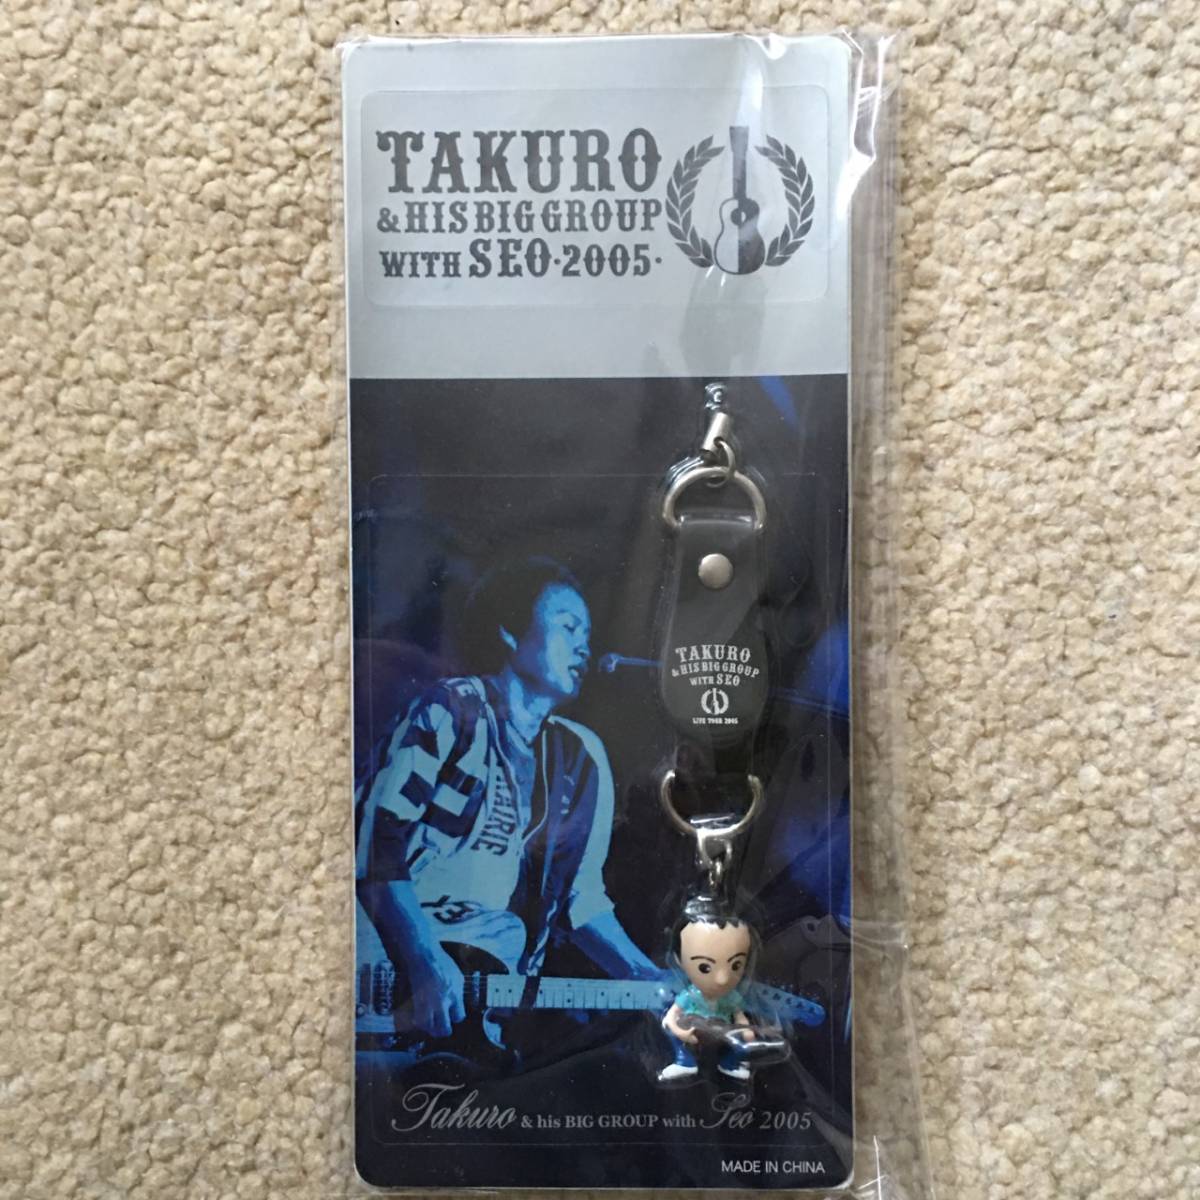 TAKURO
& HIS BIG GROUP
WITH SEO·2005·
TAKURO
& HIS BIG GROUP
WITH SEO
LIVE TOUR 2005
Takuro & his BIG GROUP with Seo 2005
MADE IN CHINA